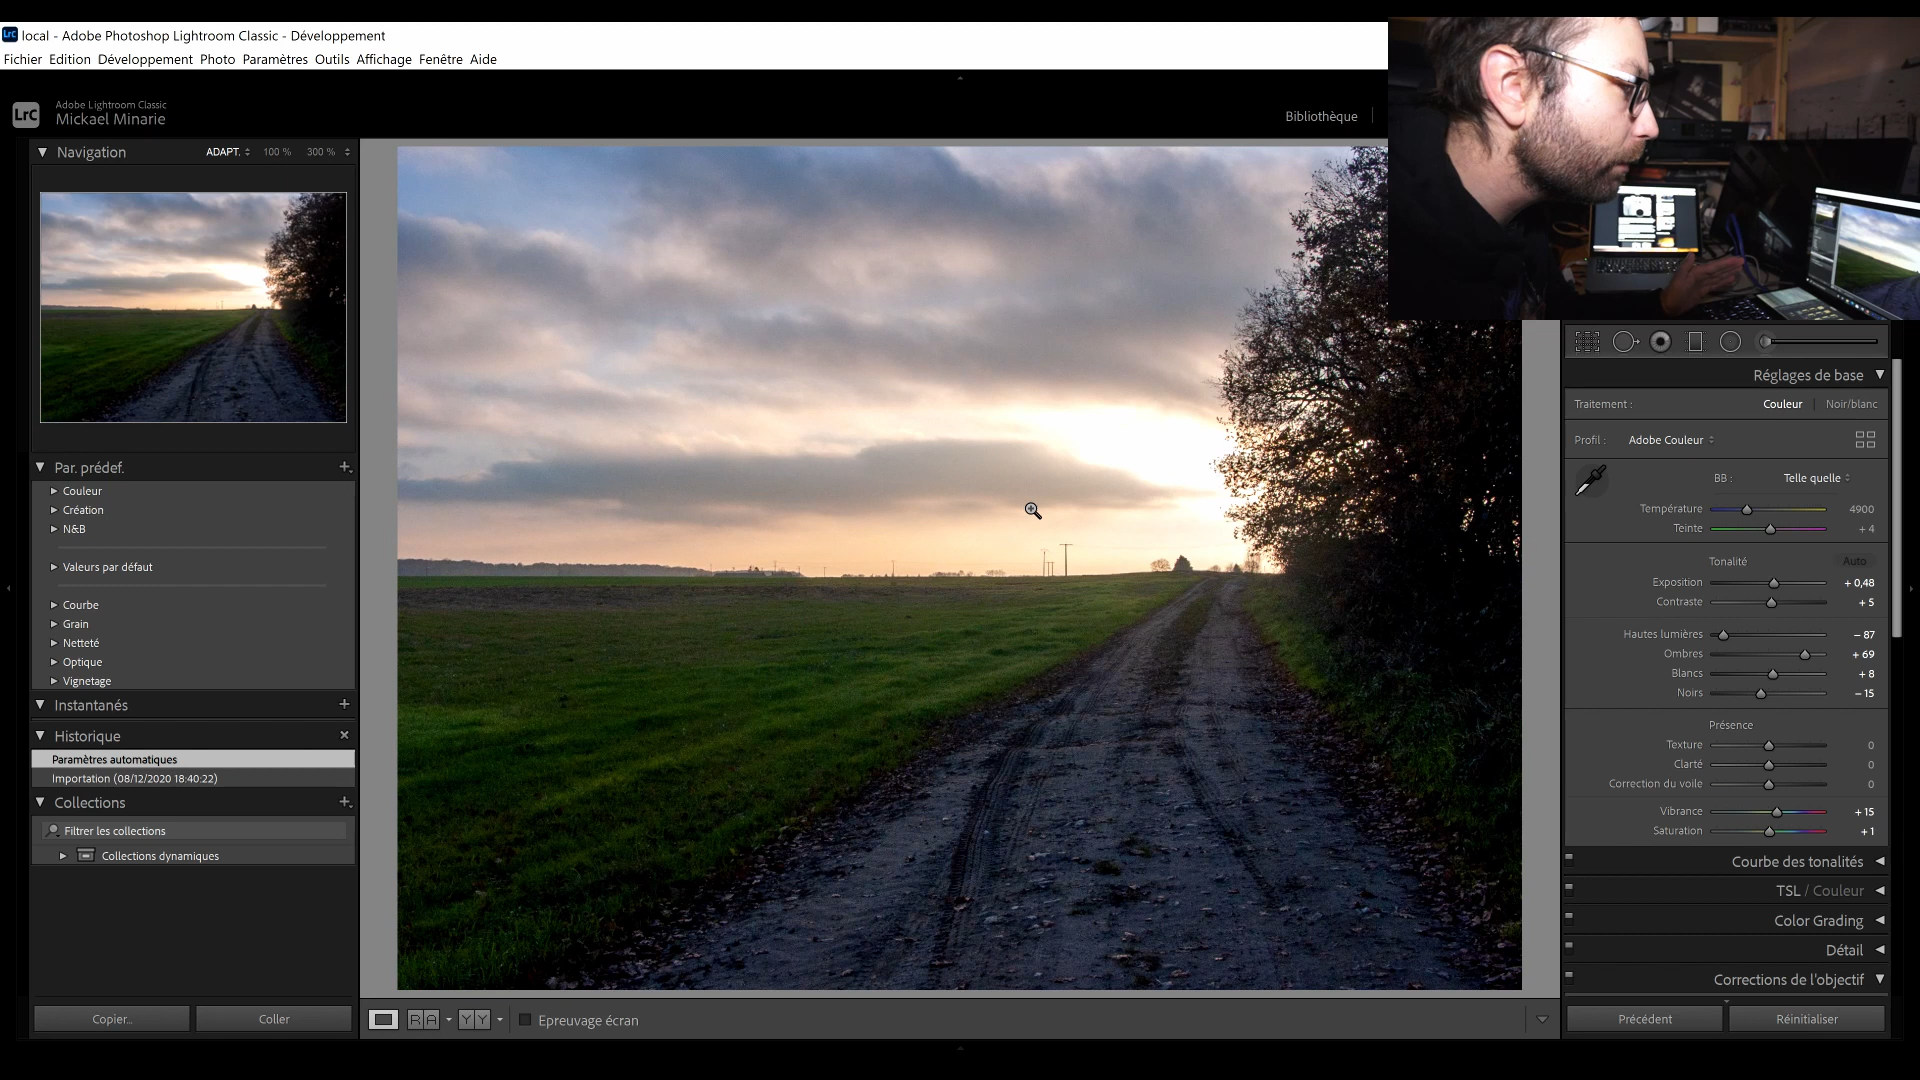 LrC local - Adobe Photoshop Lightroom Classic - Développement
Fichier Edition Développement Photo Paramètres Outils Affichage Fenêtre Aide
LrC
Adobe Lightroom Classic
Mickael Minarie
Bibliothèque
Navigation ADAPT. 100 % 300 %
Par. prédef.
Couleur
Création
N&B
Valeurs par défaut
Courbe
Grain
Netteté
Optique
Vignetage
Instantanés
Historique
Paramètres automatiques
Importation (08/12/2020 18:40:22)
Collections
Filtrer les collections
Collections dynamiques
Copier... Coller
R A Y Y Epreuvage écran
Réglages de base
Traitement : Couleur Noir/blanc
Profil : Adobe Couleur
BB : Telle quelle
Température 4900
Teinte + 4
Tonalité Auto
Exposition + 0,48
Contraste + 5
Hautes lumières – 87
Ombres + 69
Blancs + 8
Noirs – 15
Présence
Texture 0
Clarté 0
Correction du voile 0
Vibrance + 15
Saturation + 1
Courbe des tonalités
TSL / Couleur
Color Grading
Détail
Corrections de l'objectif
Précédent Réinitialiser